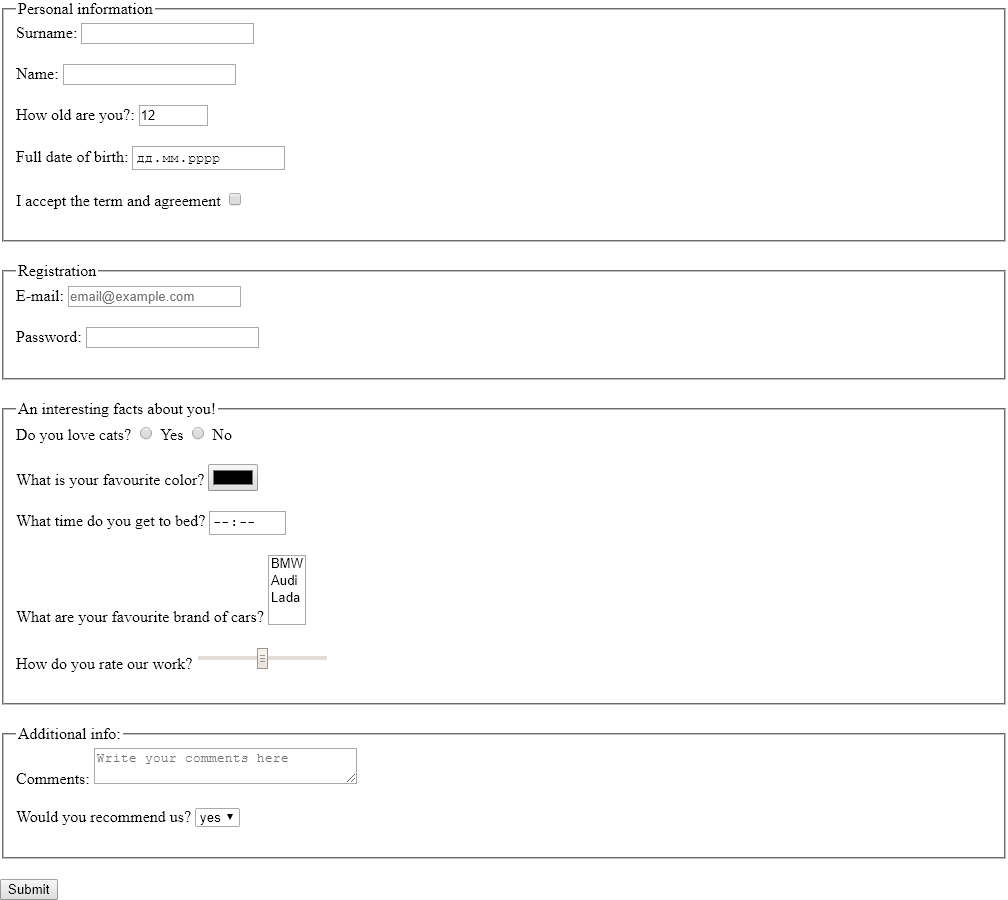 Personal information
Surname:
Name:
How old are you?: 12
Full date of birth: дд.мм.рррр
I accept the term and agreement
Registration
E-mail: email@example.com
Password:
An interesting facts about you!
Do you love cats? Yes No
What is your favourite color?
What time do you get to bed? --:--
BMW
Audi
Lada
What are your favourite brand of cars?
How do you rate our work?
Additional info:
Comments: Write your comments here
Would you recommend us? yes
Submit